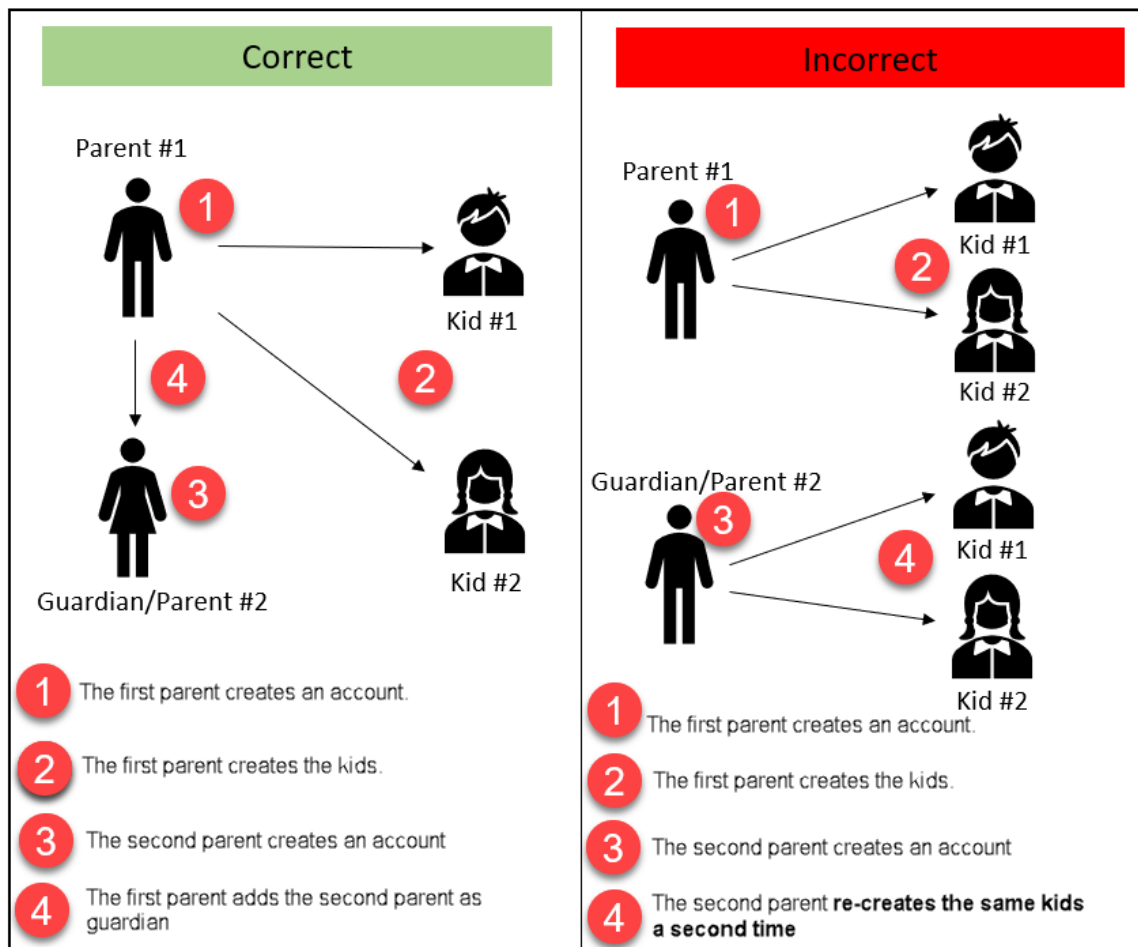 Correct
Parent #1
1
Kid #1
2
4
3
Guardian/Parent #2
Kid #2
1 The first parent creates an account.
2 The first parent creates the kids.
3 The second parent creates an account
4 The first parent adds the second parent as
guardian
Incorrect
Parent #1
1
Kid #1
2
Kid #2
Guardian/Parent #2
3
Kid #1
4
Kid #2
1 The first parent creates an account.
2 The first parent creates the kids.
3 The second parent creates an account
4 The second parent re-creates the same kids
a second time